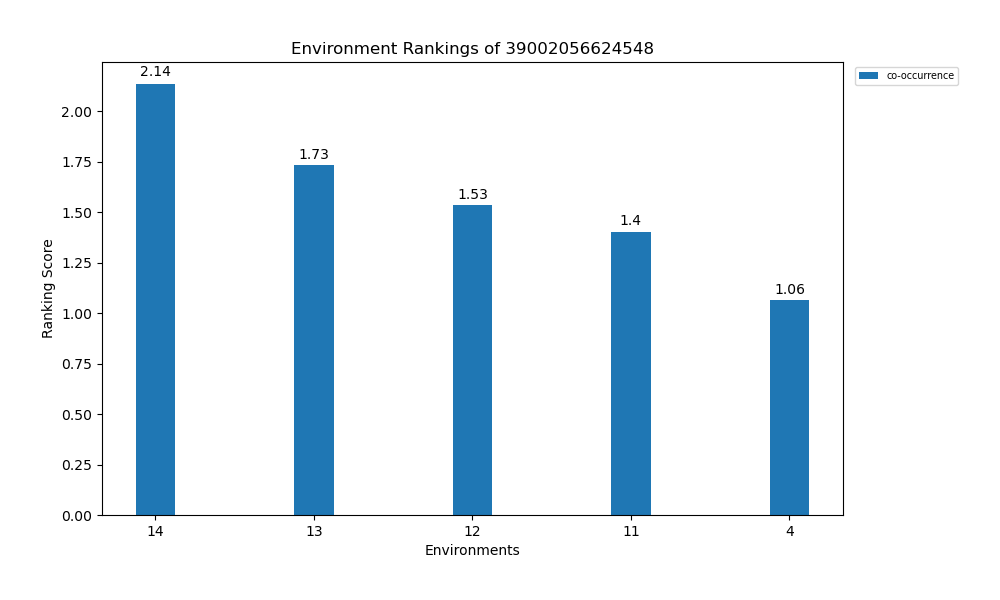 Environment Rankings of 39002056624548
co-occurrence
2.14
1.73
1.53
1.4
1.06
Ranking Score
2.00
1.75
1.50
1.25
1.00
0.75
0.50
0.25
0.00
14 13 12 11 4
Environments